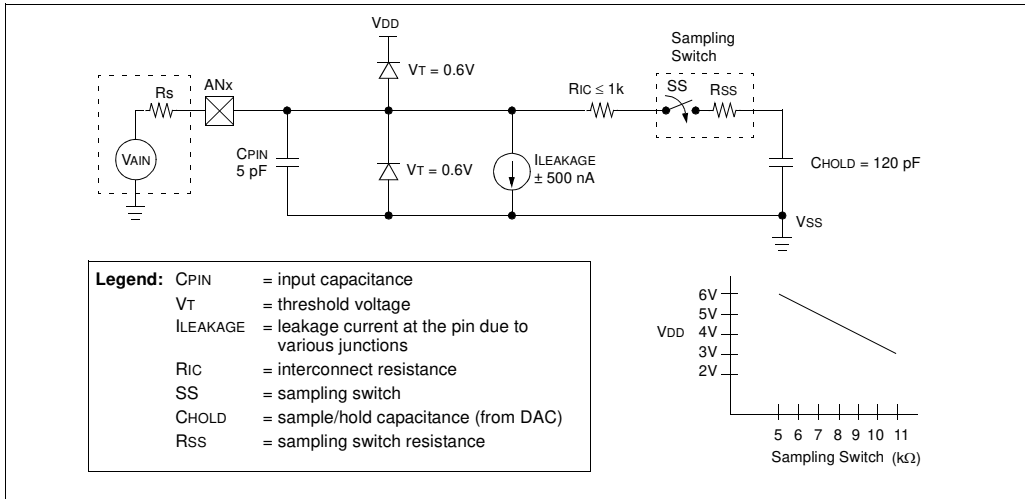 VDD
Sampling
Switch
VT = 0.6V
Rs
ANx
RIC ≤ 1k
SS
RSS
VAIN
CPIN
5 pF
VT = 0.6V
ILEAKAGE
± 500 nA
CHOLD = 120 pF
VSS
Legend: CPIN = input capacitance
VT = threshold voltage
ILEAKAGE = leakage current at the pin due to
various junctions
RIC = interconnect resistance
SS = sampling switch
CHOLD = sample/hold capacitance (from DAC)
RSS = sampling switch resistance
6V
5V
VDD
4V
3V
2V
5 6 7 8 9 10 11
Sampling Switch (kΩ)